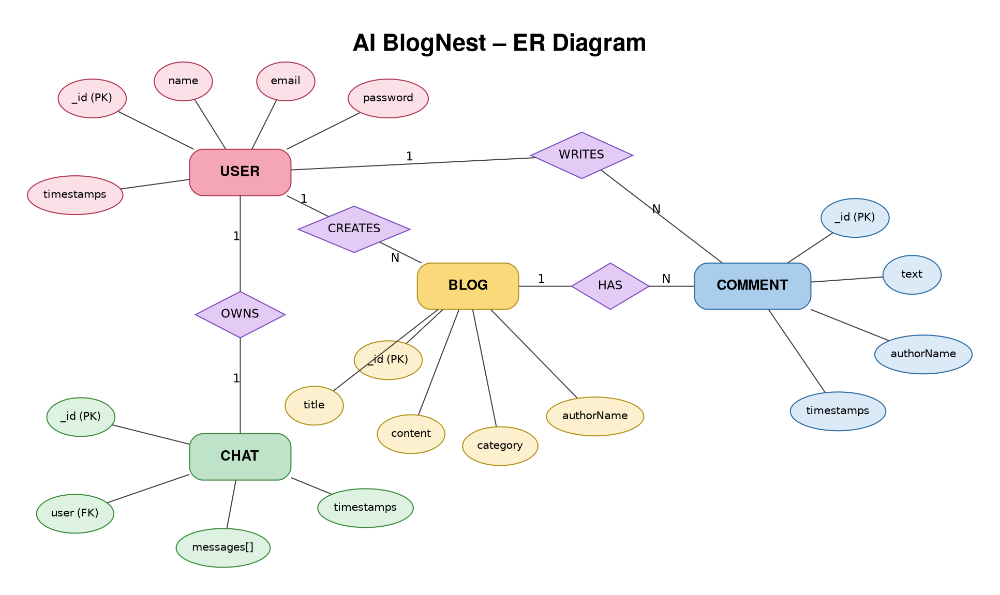 AI BlogNest – ER Diagram
name
email
_id (PK)
password
WRITES
1
USER
timestamps
1
CREATES
N
_id (PK)
1
N
text
BLOG
1
HAS
N
COMMENT
OWNS
_id (PK)
authorName
1
title
timestamps
_id (PK)
authorName
content
category
CHAT
timestamps
user (FK)
messages[]